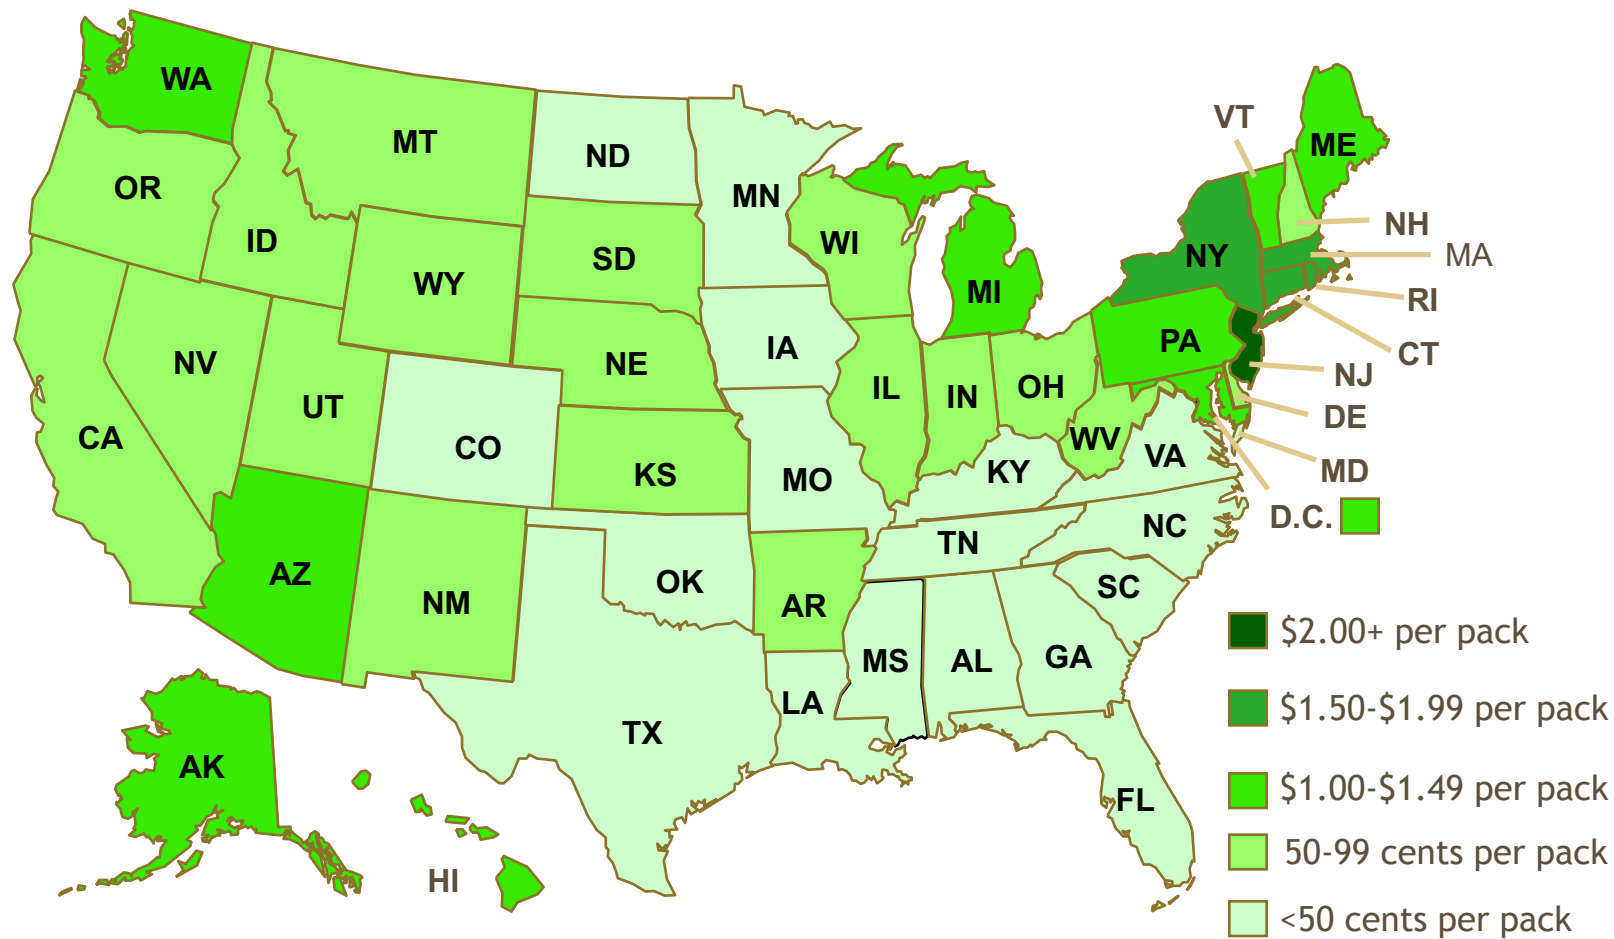 WA
MT
ND
MN
OR
ID
WY
SD
WI
MI
VT
ME
NH
NY
MA
RI
CT
PA
NJ
DE
MD
D.C.
NV
UT
CA
CO
NE
KS
IA
IL
IN
OH
WV
VA
KY
MO
NC
TN
SC
AZ
NM
OK
AR
MS
AL
GA
LA
TX
FL
AK
HI
$2.00+ per pack
$1.50-$1.99 per pack
$1.00-$1.49 per pack
50-99 cents per pack
<50 cents per pack